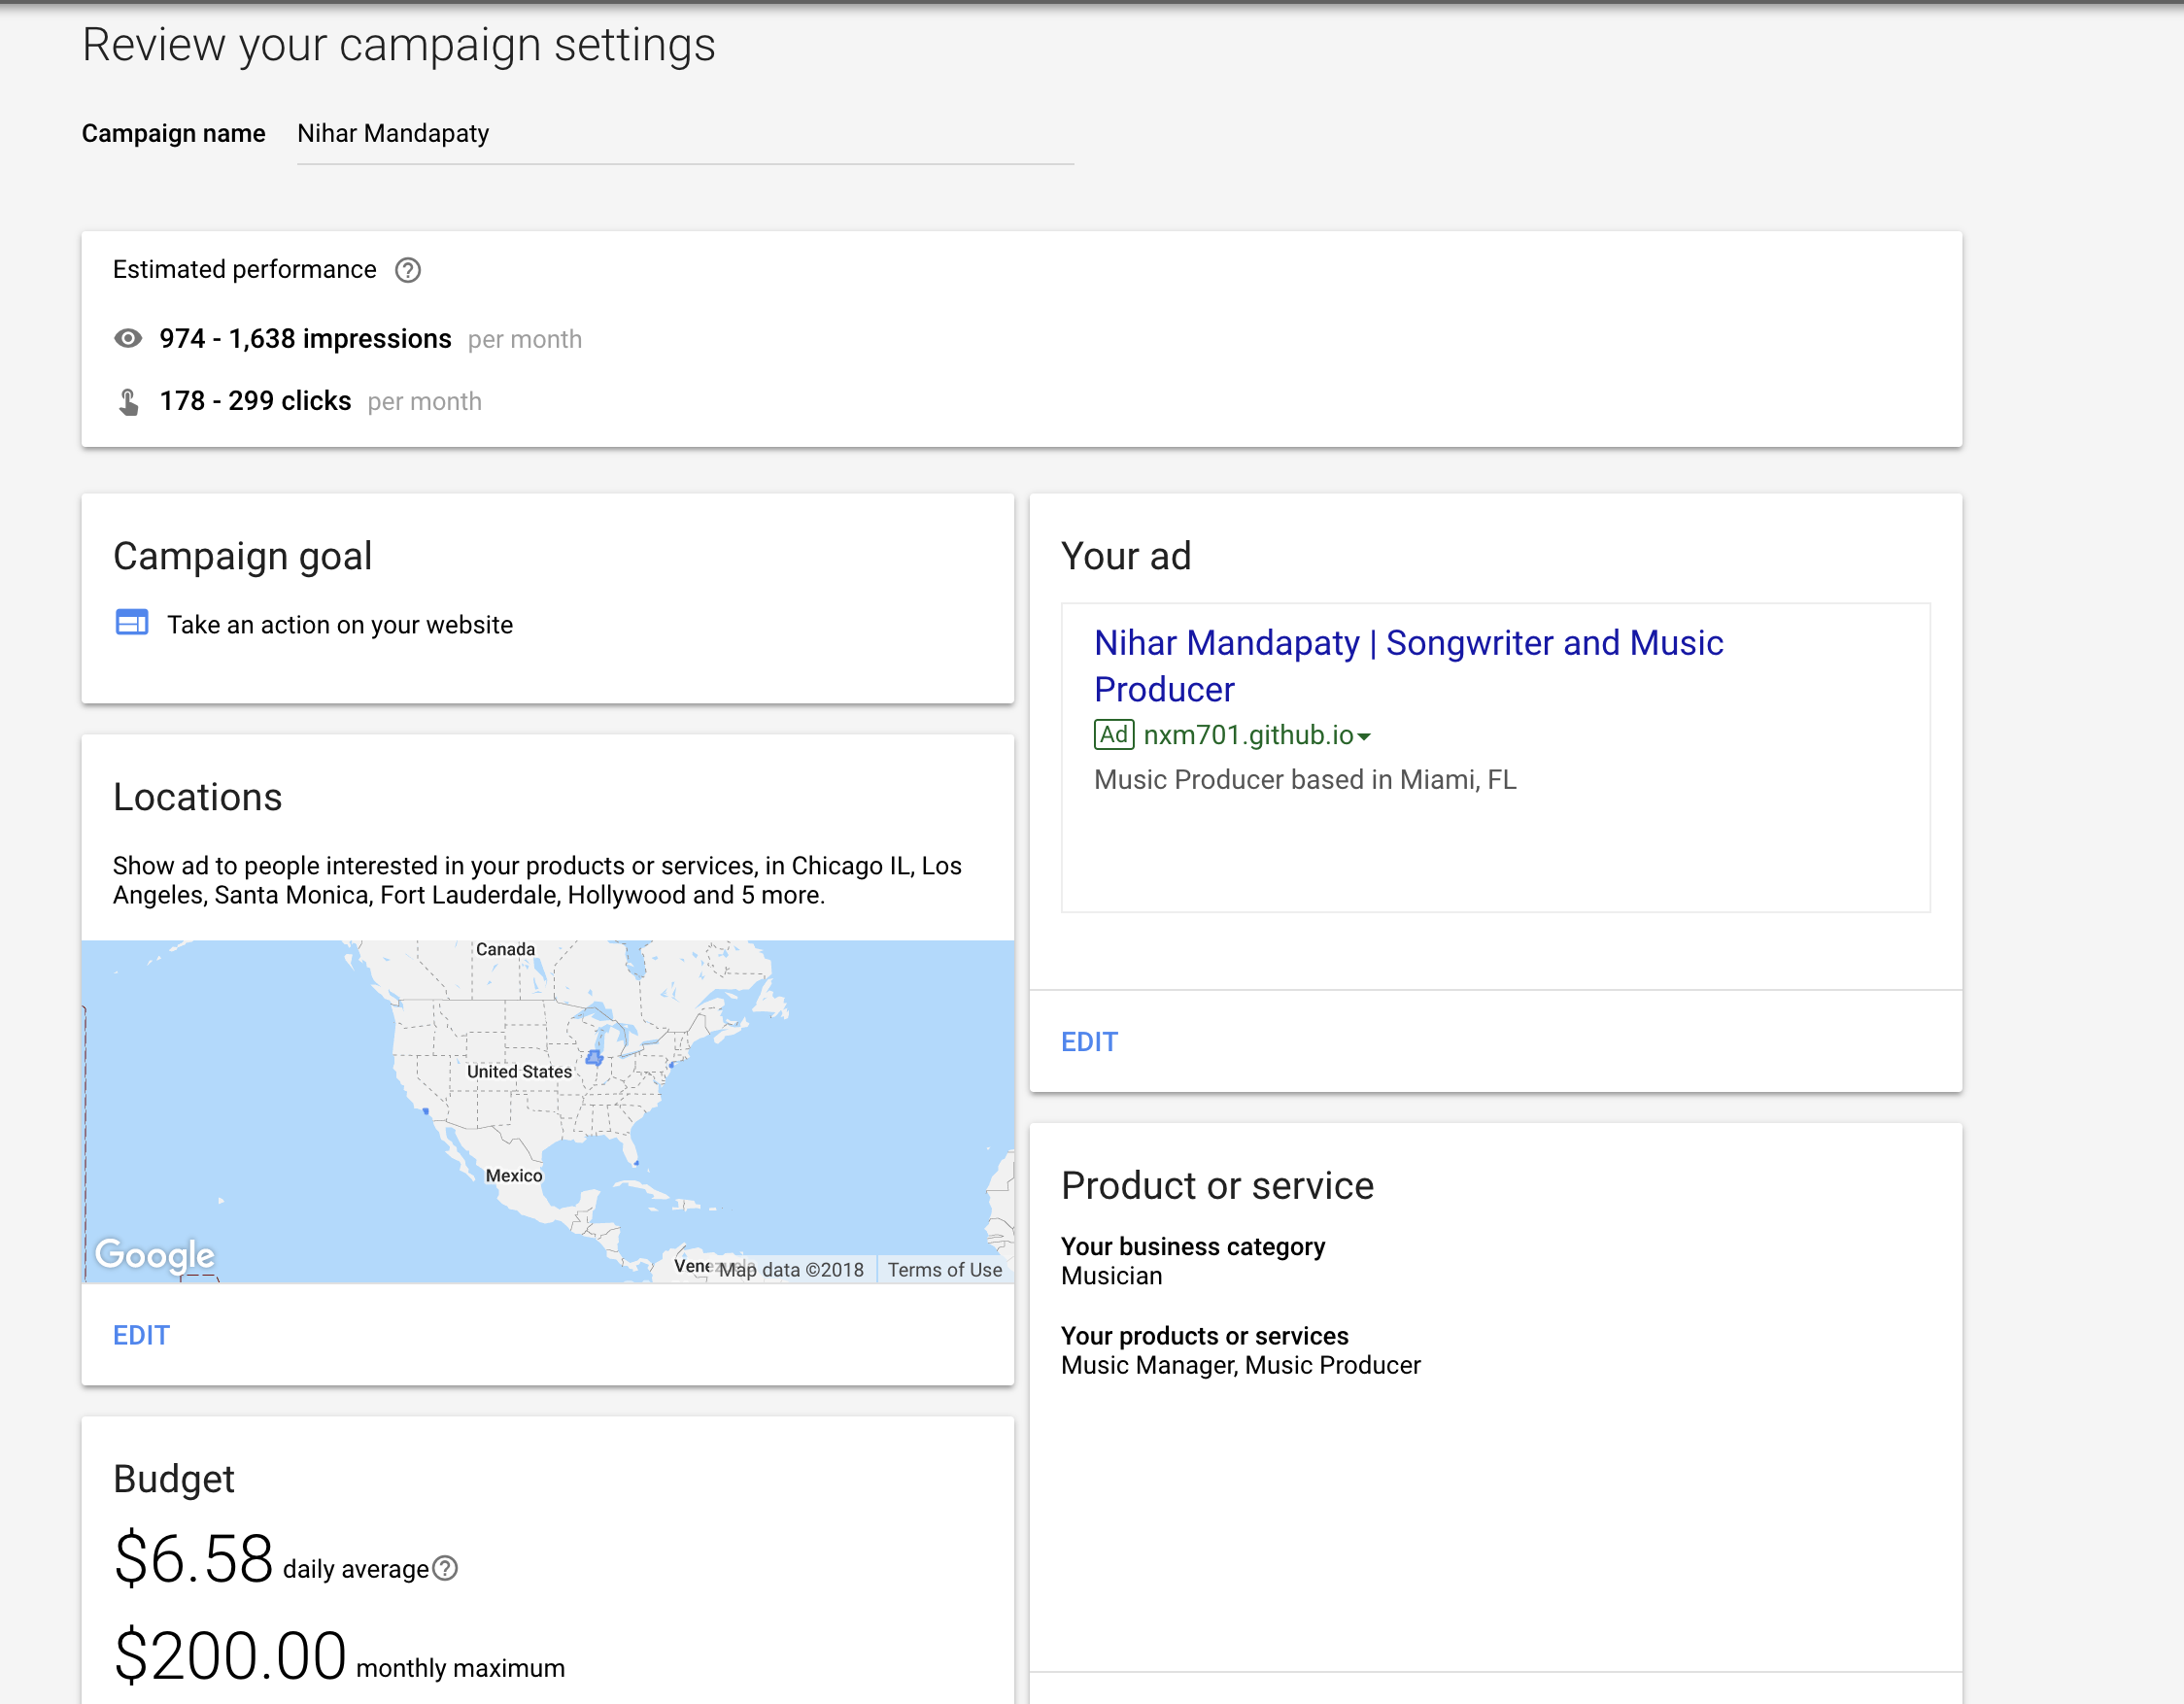 Review your campaign settings
Campaign name Nihar Mandapaty
Estimated performance ?
974 - 1,638 impressions per month
178 - 299 clicks per month
Campaign goal
Take an action on your website
Locations
Show ad to people interested in your products or services, in Chicago IL, Los
Angeles, Santa Monica, Fort Lauderdale, Hollywood and 5 more.
Canada
United States
Mexico
Google
Map data ©2018 Terms of Use
EDIT
Budget
$6.58 daily average ?
$200.00 monthly maximum
Your ad
Nihar Mandapaty | Songwriter and Music
Producer
Ad nxm701.github.io
Music Producer based in Miami, FL
EDIT
Product or service
Your business category
Musician
Your products or services
Music Manager, Music Producer